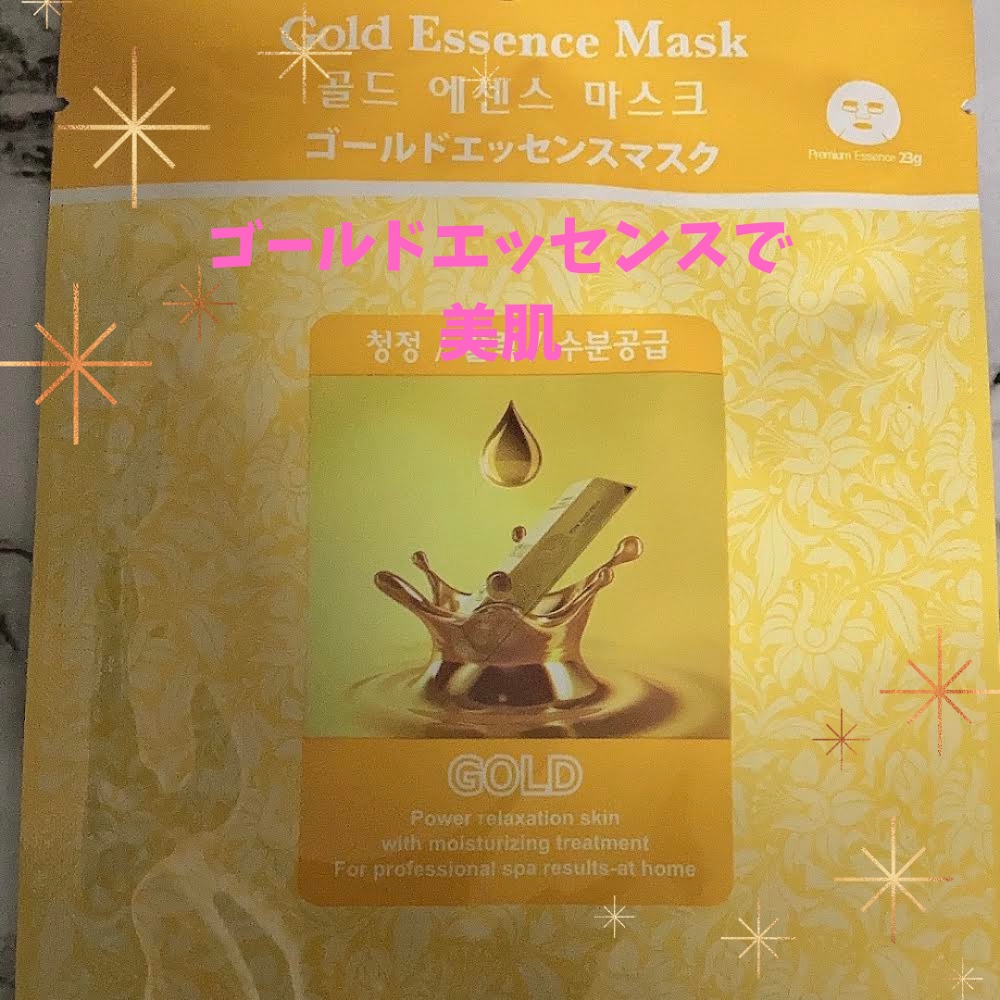 Gold Essence Mask
골드 에센스 마스크
ゴールドエッセンスマスク
Premium Essence 23g
ゴールドエッセンスで
美肌
청정 수분공급
GOLD
Power relaxation skin
with moisturizing treatment
For professional spa results-at home